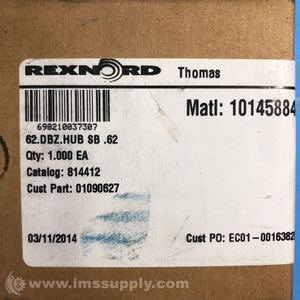 REXNORD Thomas
Matl: 10145884
698210037307
62.DBZ.HUB SB .62
Qty: 1.000 EA
Catalog: 814412
Cust Part: 01090627
03/11/2014 Cust PO: EC01-0016382
© www.imssupply.com